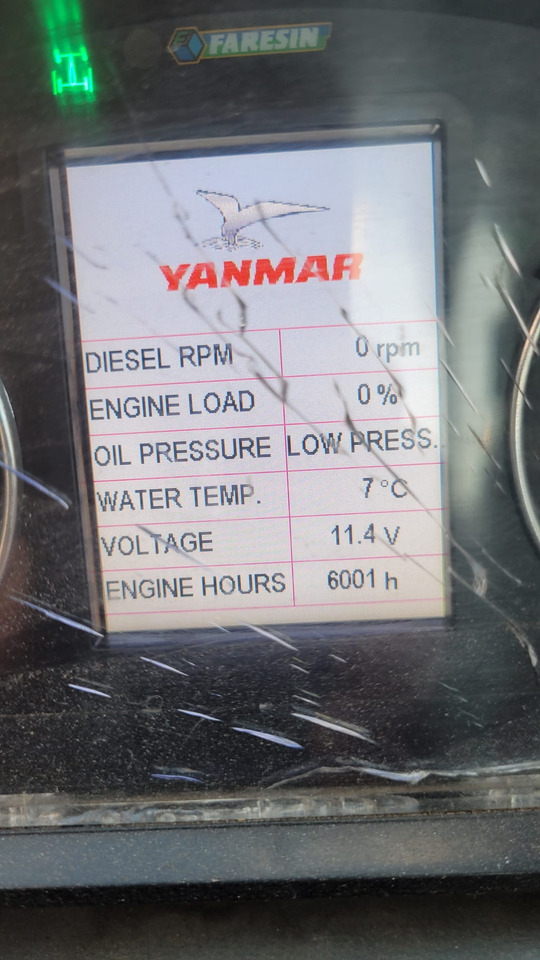 FARESIN
YANMAR
DIESEL RPM 0 rpm
ENGINE LOAD 0 %
OIL PRESSURE LOW PRESS..
WATER TEMP. 7 °C
VOLTAGE 11.4 V
ENGINE HOURS 6001 h